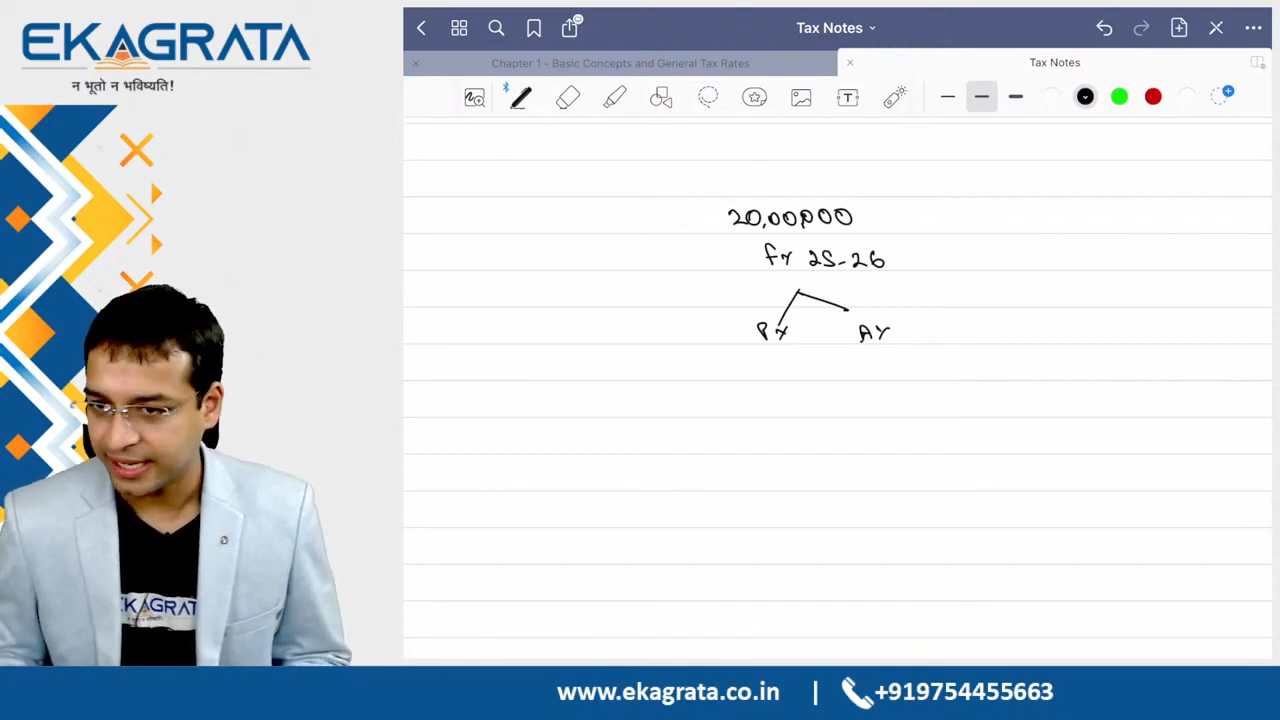 EKAGRATA
न भूतो न भविष्यति!
Tax Notes
Chapter 1 - Basic Concepts and General Tax Rates
Tax Notes
20,00,000
FY 25-26
PY AY
EKAGRATA
www.ekagrata.co.in | +919754455663